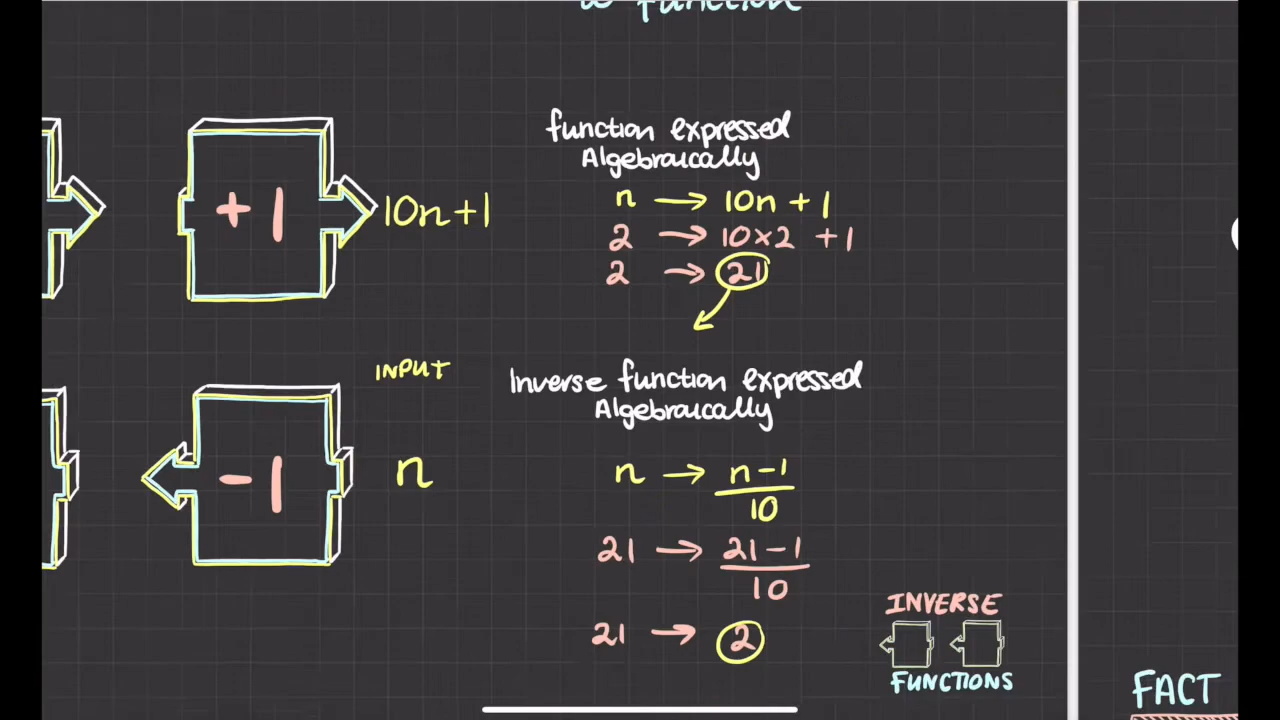 a function
+ 1
10n+1
function expressed
Algebraically
n → 10n + 1
2 → 10×2 + 1
2 → 21
INPUT
- 1
n
Inverse function expressed
Algebraically
n → n-1
10
21 → 21-1
10
21 → 2
INVERSE
FUNCTIONS
FACT